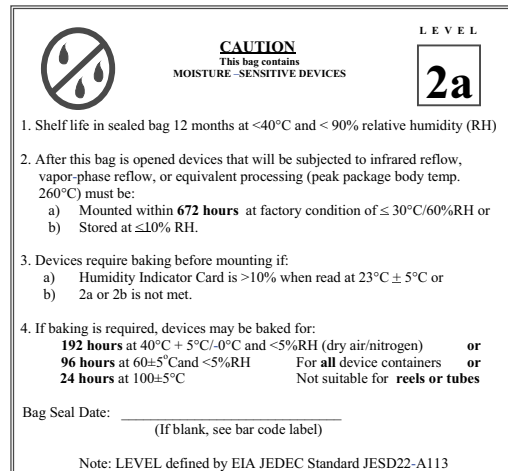 LEVEL
CAUTION
This bag contains
MOISTURE –SENSITIVE DEVICES
2a
1. Shelf life in sealed bag 12 months at <40°C and < 90% relative humidity (RH)
2. After this bag is opened devices that will be subjected to infrared reflow,
vapor-phase reflow, or equivalent processing (peak package body temp.
260°C) must be:
a) Mounted within 672 hours at factory condition of ≤ 30°C/60%RH or
b) Stored at ≤10% RH.
3. Devices require baking before mounting if:
a) Humidity Indicator Card is >10% when read at 23°C ± 5°C or
b) 2a or 2b is not met.
4. If baking is required, devices may be baked for:
192 hours at 40°C + 5°C/-0°C and <5%RH (dry air/nitrogen) or
96 hours at 60±5°Cand <5%RH For all device containers or
24 hours at 100±5°C Not suitable for reels or tubes
Bag Seal Date: ______________________________
(If blank, see bar code label)
Note: LEVEL defined by EIA JEDEC Standard JESD22-A113